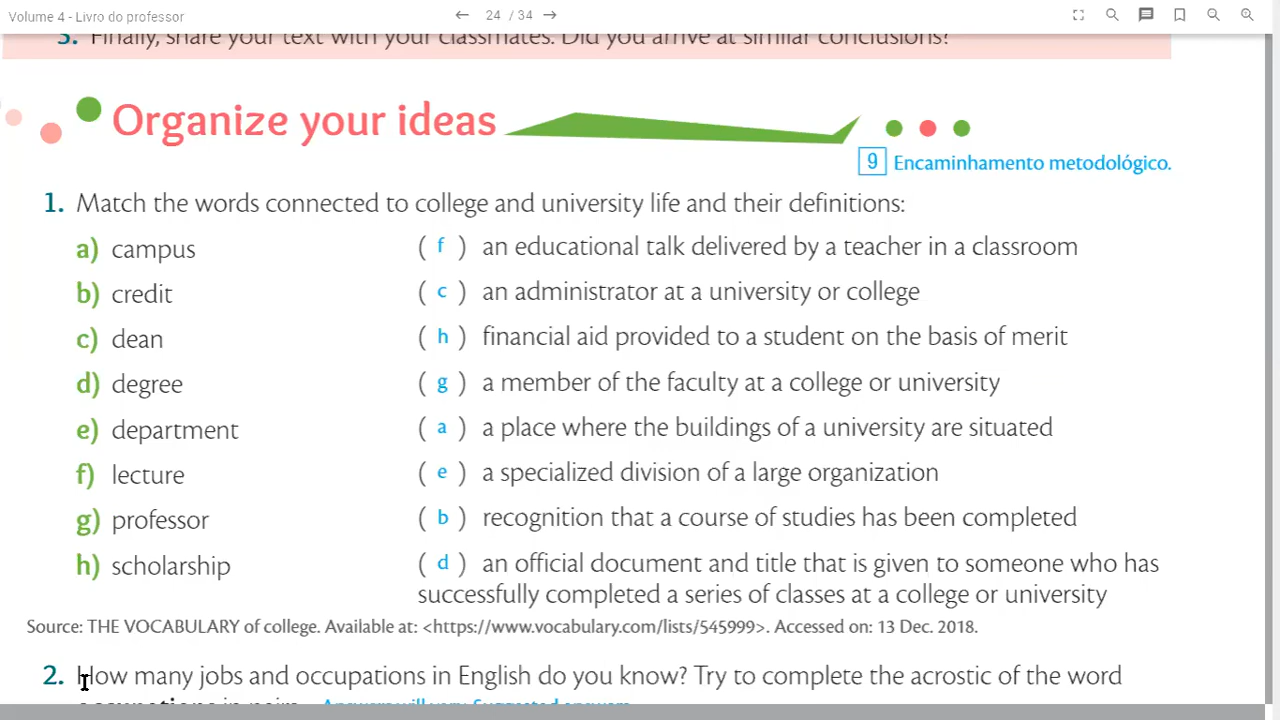 Volume 4 - Livro do professor
24 / 34
3. Finally, share your text with your classmates. Did you arrive at similar conclusions?
Organize your ideas
9 Encaminhamento metodológico.
1. Match the words connected to college and university life and their definitions:
a) campus ( f ) an educational talk delivered by a teacher in a classroom
b) credit ( c ) an administrator at a university or college
c) dean ( h ) financial aid provided to a student on the basis of merit
d) degree ( g ) a member of the faculty at a college or university
e) department ( a ) a place where the buildings of a university are situated
f) lecture ( e ) a specialized division of a large organization
g) professor ( b ) recognition that a course of studies has been completed
h) scholarship ( d ) an official document and title that is given to someone who has
successfully completed a series of classes at a college or university
Source: THE VOCABULARY of college. Available at: <https://www.vocabulary.com/lists/545999>. Accessed on: 13 Dec. 2018.
2. How many jobs and occupations in English do you know? Try to complete the acrostic of the word
occupations in pairs. Answers will vary. Suggested answers.